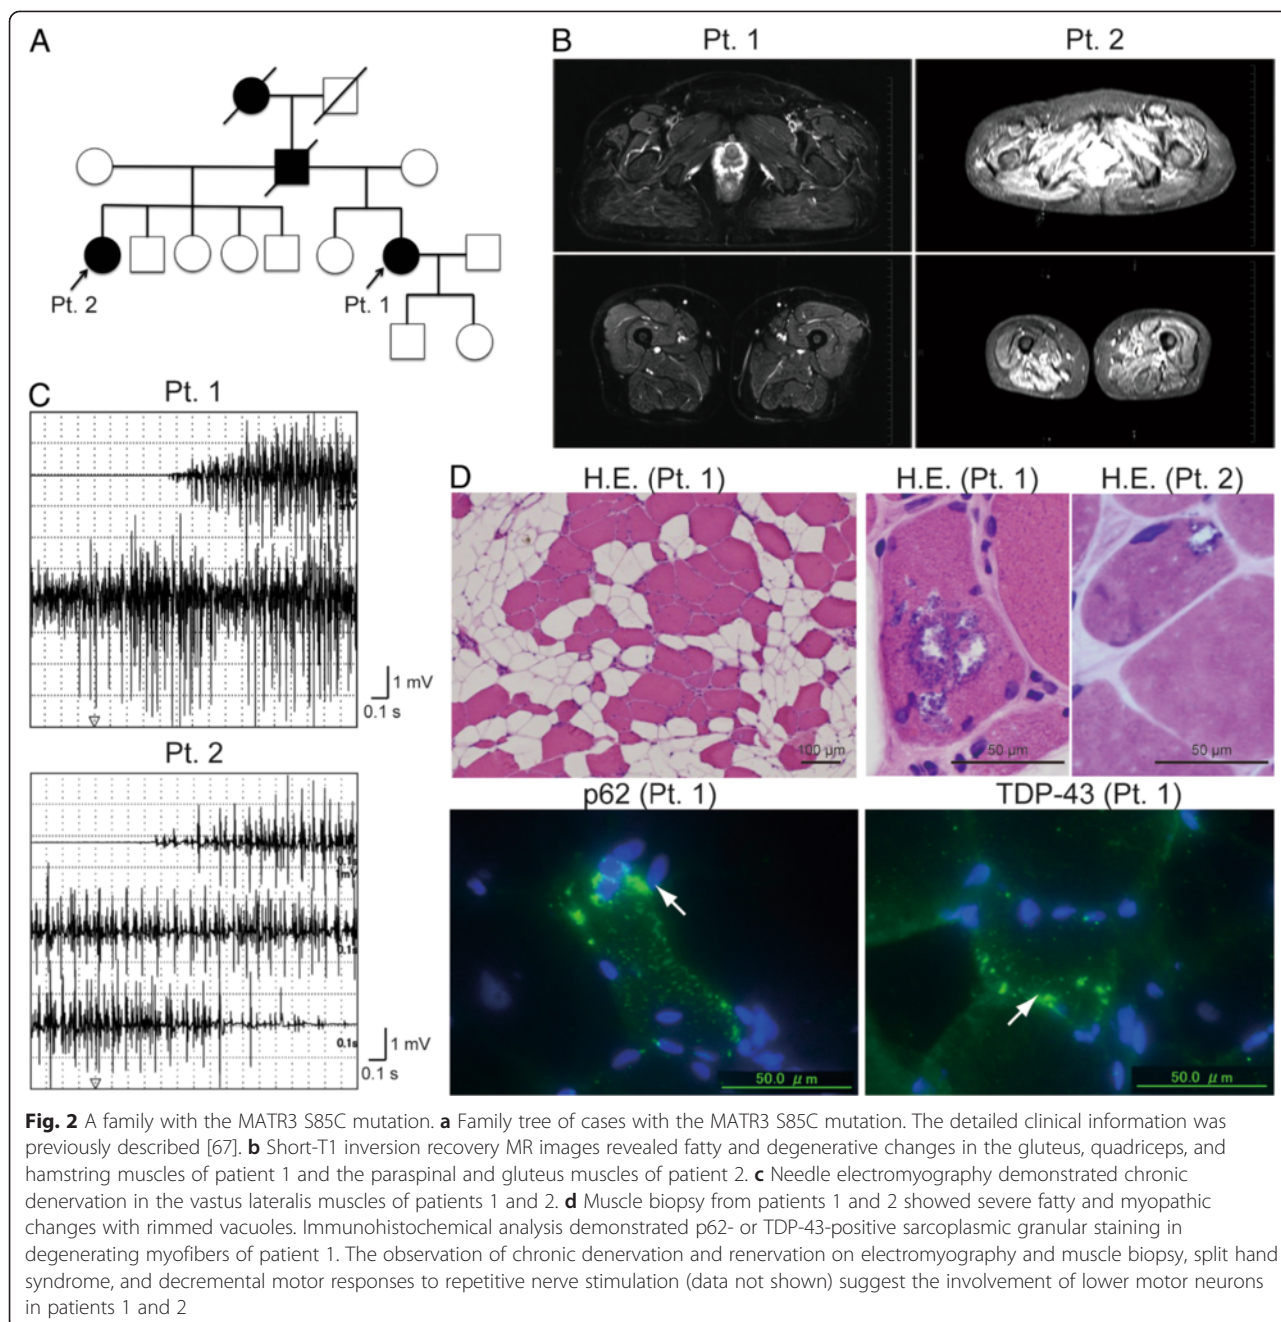 A
Pt. 2
Pt. 1
B
Pt. 1
Pt. 2
C
Pt. 1
1 mV
0.1 s
Pt. 2
0.1s
1mV
0.1s
0.1s
1 mV
0.1 s
D
H.E. (Pt. 1)
H.E. (Pt. 1)
H.E. (Pt. 2)
100 µm
50 µm
50 µm
p62 (Pt. 1)
TDP-43 (Pt. 1)
50.0 µm
50.0 µm
Fig. 2 A family with the MATR3 S85C mutation. a Family tree of cases with the MATR3 S85C mutation. The detailed clinical information was
previously described [67]. b Short-T1 inversion recovery MR images revealed fatty and degenerative changes in the gluteus, quadriceps, and
hamstring muscles of patient 1 and the paraspinal and gluteus muscles of patient 2. c Needle electromyography demonstrated chronic
denervation in the vastus lateralis muscles of patients 1 and 2. d Muscle biopsy from patients 1 and 2 showed severe fatty and myopathic
changes with rimmed vacuoles. Immunohistochemical analysis demonstrated p62- or TDP-43-positive sarcoplasmic granular staining in
degenerating myofibers of patient 1. The observation of chronic denervation and renervation on electromyography and muscle biopsy, split hand
syndrome, and decremental motor responses to repetitive nerve stimulation (data not shown) suggest the involvement of lower motor neurons
in patients 1 and 2